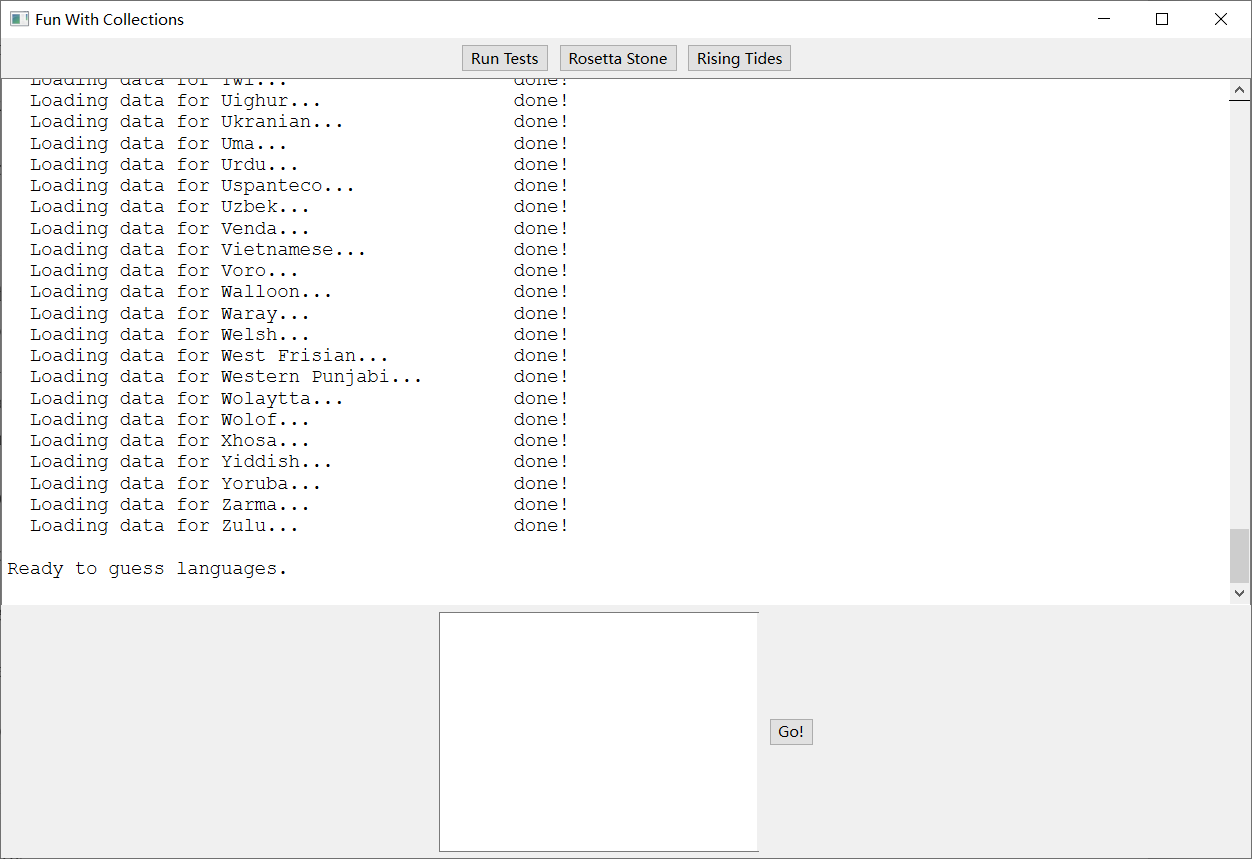 Fun With Collections
Run Tests Rosetta Stone Rising Tides
Loading data for Twi... done!
Loading data for Uighur... done!
Loading data for Ukranian... done!
Loading data for Uma... done!
Loading data for Urdu... done!
Loading data for Uspanteco... done!
Loading data for Uzbek... done!
Loading data for Venda... done!
Loading data for Vietnamese... done!
Loading data for Voro... done!
Loading data for Walloon... done!
Loading data for Waray... done!
Loading data for Welsh... done!
Loading data for West Frisian... done!
Loading data for Western Punjabi... done!
Loading data for Wolaytta... done!
Loading data for Wolof... done!
Loading data for Xhosa... done!
Loading data for Yiddish... done!
Loading data for Yoruba... done!
Loading data for Zarma... done!
Loading data for Zulu... done!
Ready to guess languages.
Go!